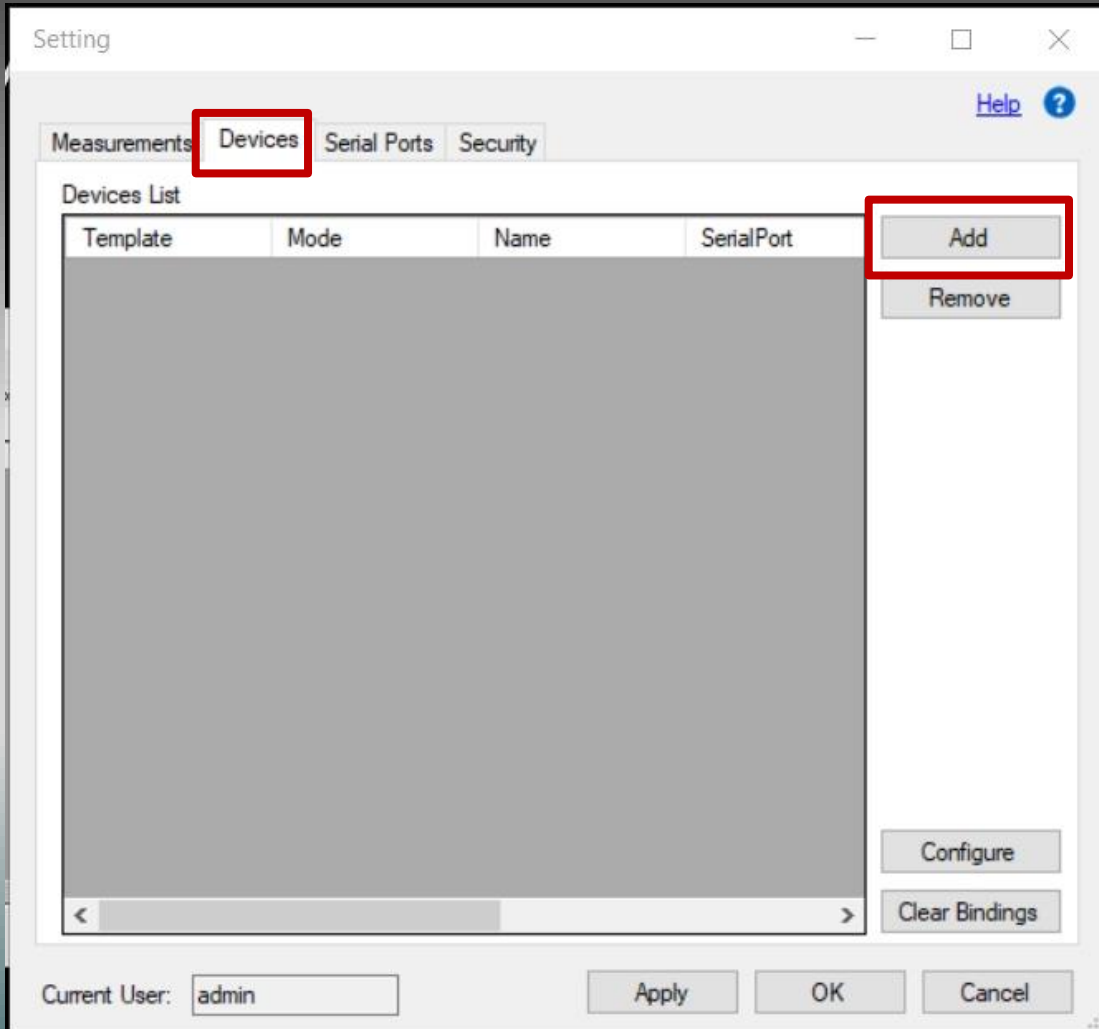 Setting
Help ?
Measurements Devices Serial Ports Security
Devices List
Template Mode Name SerialPort Add
Remove
Configure
Clear Bindings
Current User: admin Apply OK Cancel